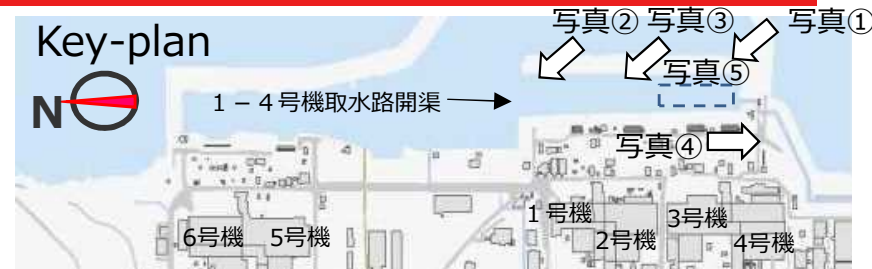 写真② 写真③ 写真①
Key-plan
写真⑤
N
１－４号機取水路開渠
写真④
1号機
3号機
6号機 5号機
2号機
4号機